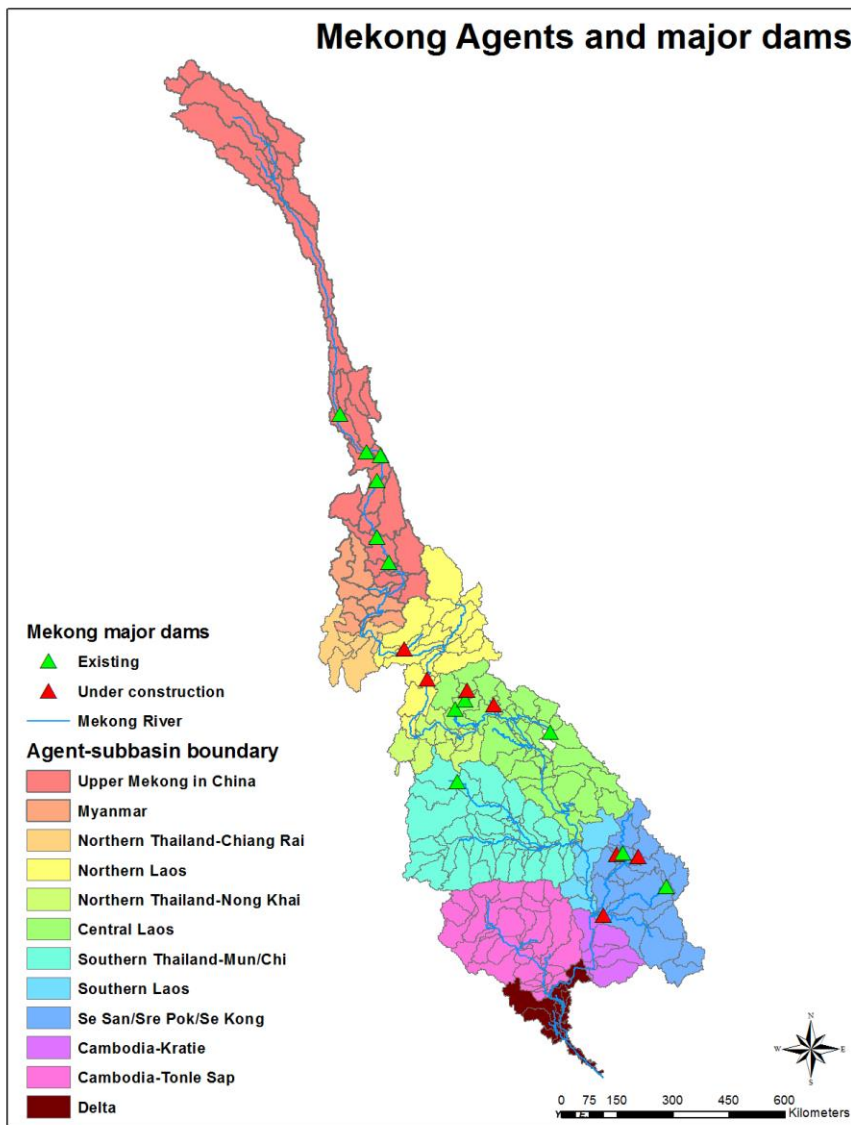 Mekong Agents and major dams
Mekong major dams
Existing
Under construction
Mekong River
Agent-subbasin boundary
Upper Mekong in China
Myanmar
Northern Thailand-Chiang Rai
Northern Laos
Northern Thailand-Nong Khai
Central Laos
Southern Thailand-Mun/Chi
Southern Laos
Se San/Sre Pok/Se Kong
Cambodia-Kratie
Cambodia-Tonle Sap
Delta
N
W E
S
0 75 150 300 450 600
Kilometers